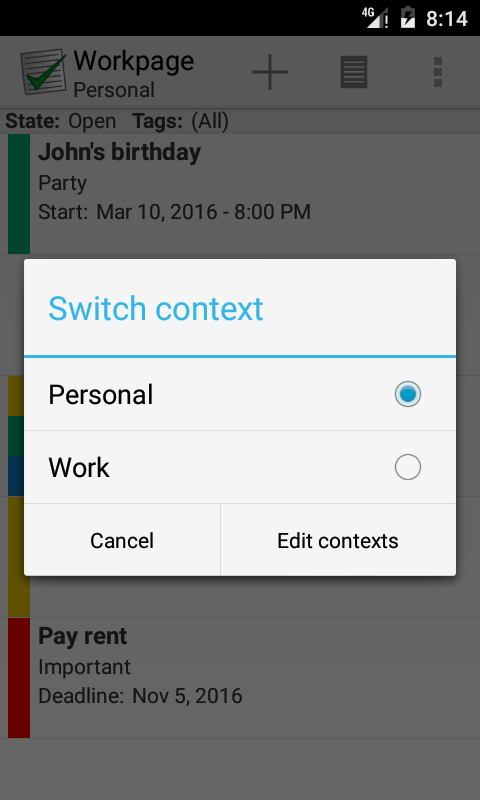 4G 8:14
Workpage
Personal
State: Open Tags: (All)
John's birthday
Party
Start: Mar 10, 2016 - 8:00 PM
Switch context
Personal
Work
Cancel Edit contexts
Pay rent
Important
Deadline: Nov 5, 2016